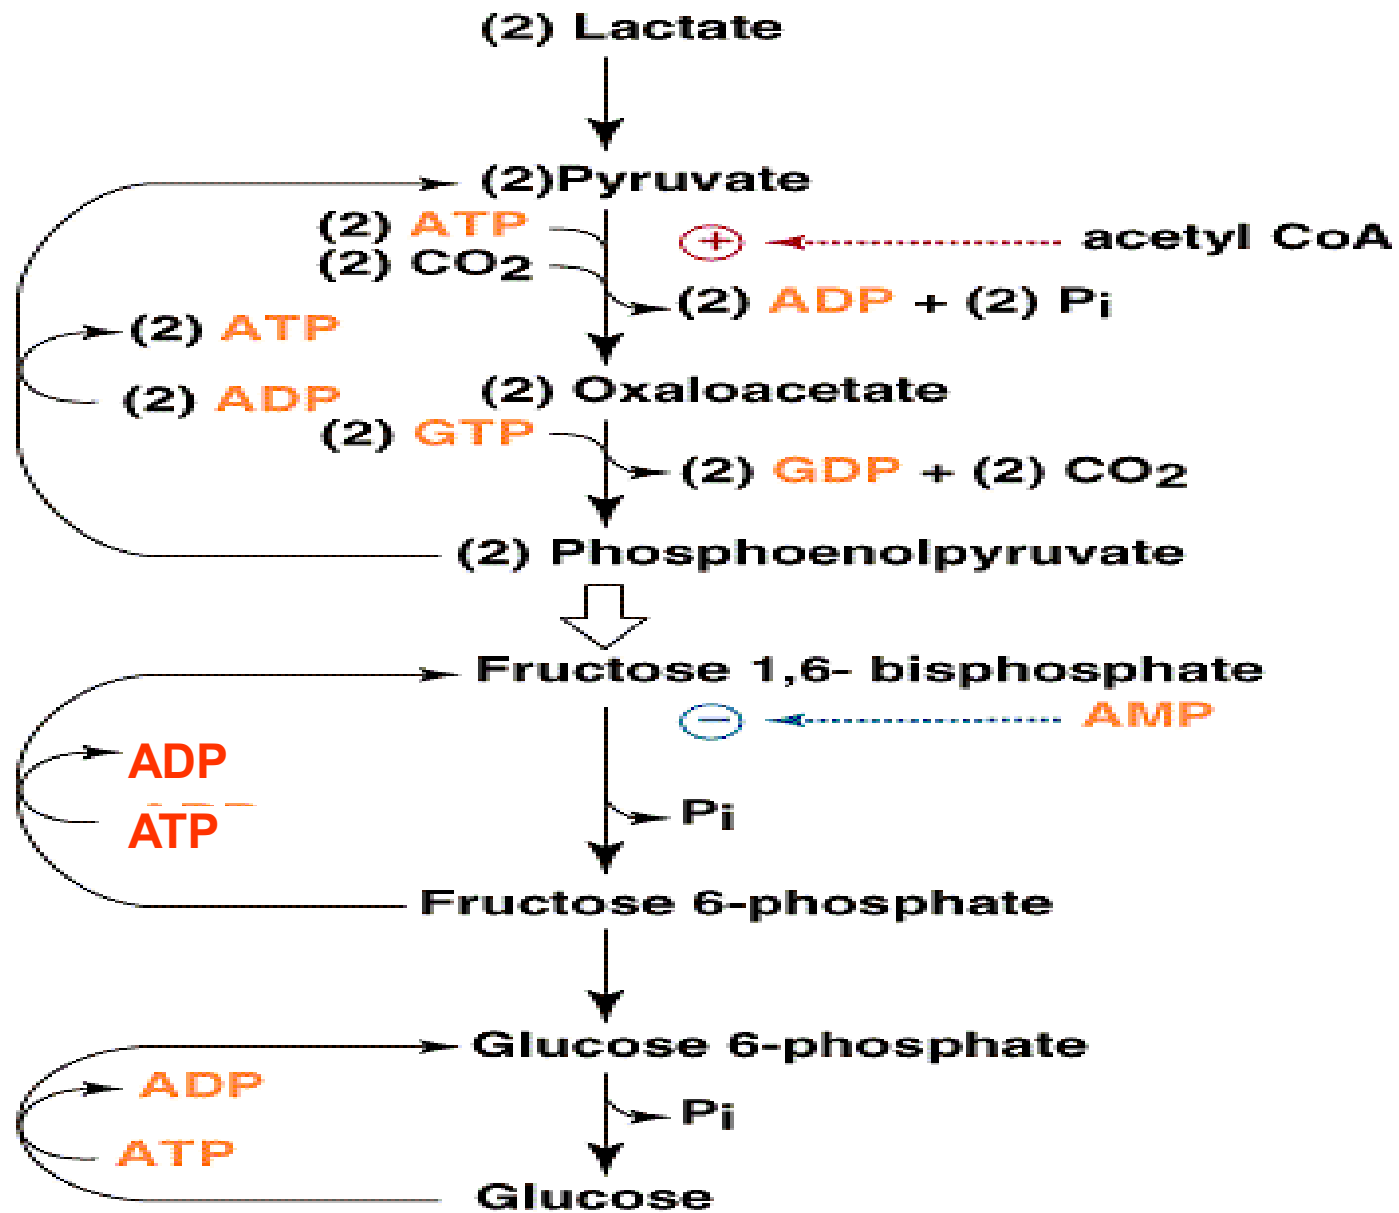 (2) Lactate
(2)Pyruvate
(2) ATP
(2) CO2
+
acetyl CoA
(2) ADP + (2) Pi
(2) ATP
(2) ADP
(2) Oxaloacetate
(2) GTP
(2) GDP + (2) CO2
(2) Phosphoenolpyruvate
Fructose 1,6- bisphosphate
− AMP
ADP
ATP
Pi
Fructose 6-phosphate
Glucose 6-phosphate
ADP
Pi
ATP
Glucose